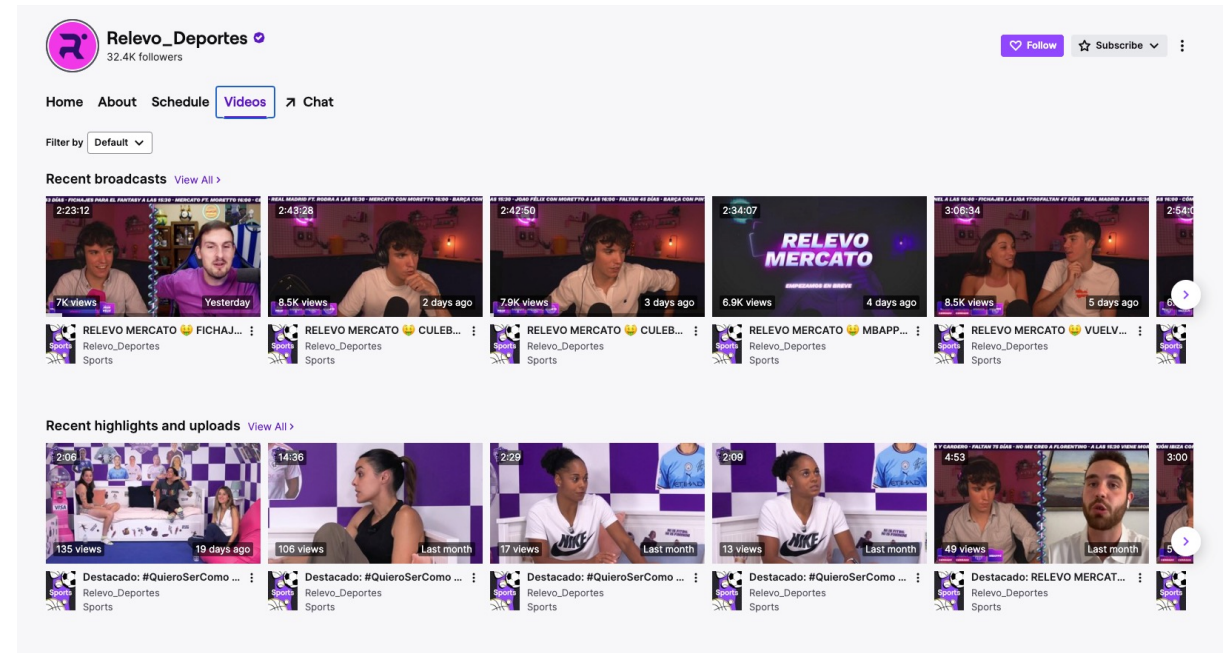 Relevo_Deportes
32.4K followers
Follow
Subscribe
Home About Schedule Videos Chat
Filter by Default
Recent broadcasts View All
2:23:12
7K views Yesterday
RELEVO MERCATO 🤑 FICHAJ...
Relevo_Deportes
Sports
2:43:28
8.5K views 2 days ago
RELEVO MERCATO 🤑 CULEB...
Relevo_Deportes
Sports
2:42:50
7.9K views 3 days ago
RELEVO MERCATO 🤑 CULEB...
Relevo_Deportes
Sports
2:34:07
RELEVO
MERCATO
EMPEZAMOS EN BREVE
6.9K views 4 days ago
RELEVO MERCATO 🤑 MBAPP...
Relevo_Deportes
Sports
3:06:34
8.5K views 5 days ago
RELEVO MERCATO 🤑 VUELV...
Relevo_Deportes
Sports
Recent highlights and uploads View All
2:06
VISA
135 views 19 days ago
Destacado: #QuieroSerComo ...
Relevo_Deportes
Sports
14:36
106 views Last month
Destacado: #QuieroSerComo ...
Relevo_Deportes
Sports
2:29
NIKE
17 views Last month
Destacado: #QuieroSerComo ...
Relevo_Deportes
Sports
2:09
NIKE
13 views Last month
Destacado: #QuieroSerComo ...
Relevo_Deportes
Sports
4:53
49 views Last month
Destacado: RELEVO MERCAT...
Relevo_Deportes
Sports
3:00